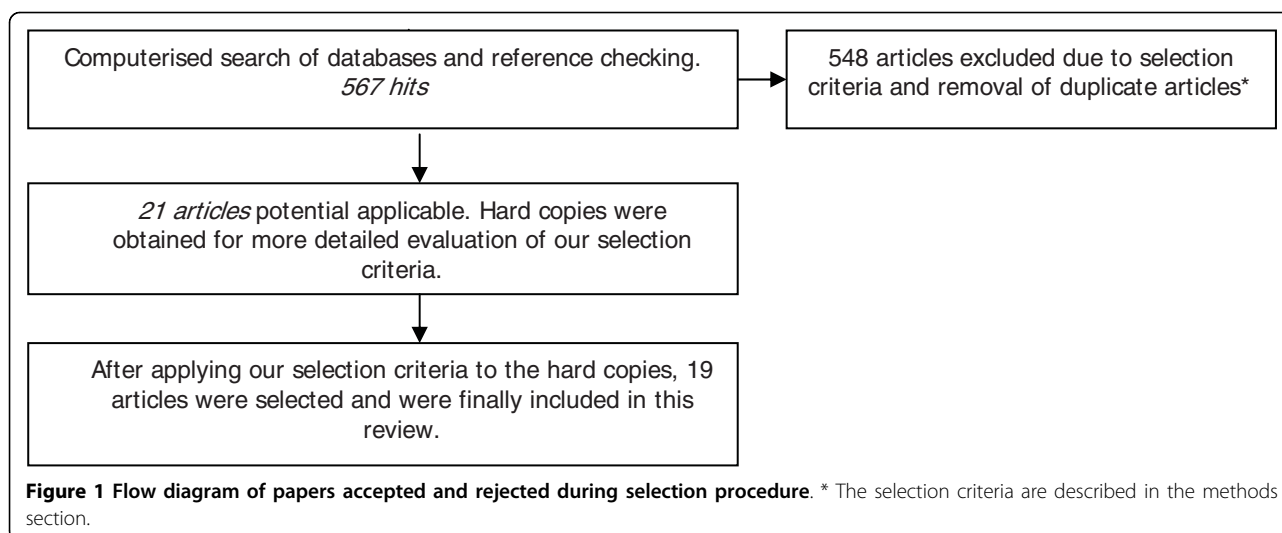 Computerised search of databases and reference checking.
567 hits
548 articles excluded due to selection
criteria and removal of duplicate articles*
21 articles potential applicable. Hard copies were
obtained for more detailed evaluation of our selection
criteria.
After applying our selection criteria to the hard copies, 19
articles were selected and were finally included in this
review.
Figure 1 Flow diagram of papers accepted and rejected during selection procedure. * The selection criteria are described in the methods
section.